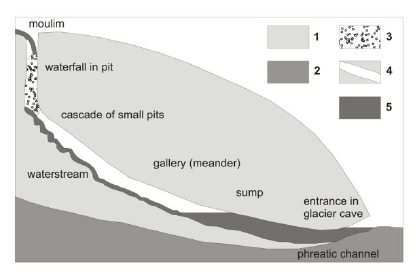 moulim
waterfall in pit
cascade of small pits
gallery (meander)
waterstream
sump
entrance in
glacier cave
phreatic channel
1
2
3
4
5